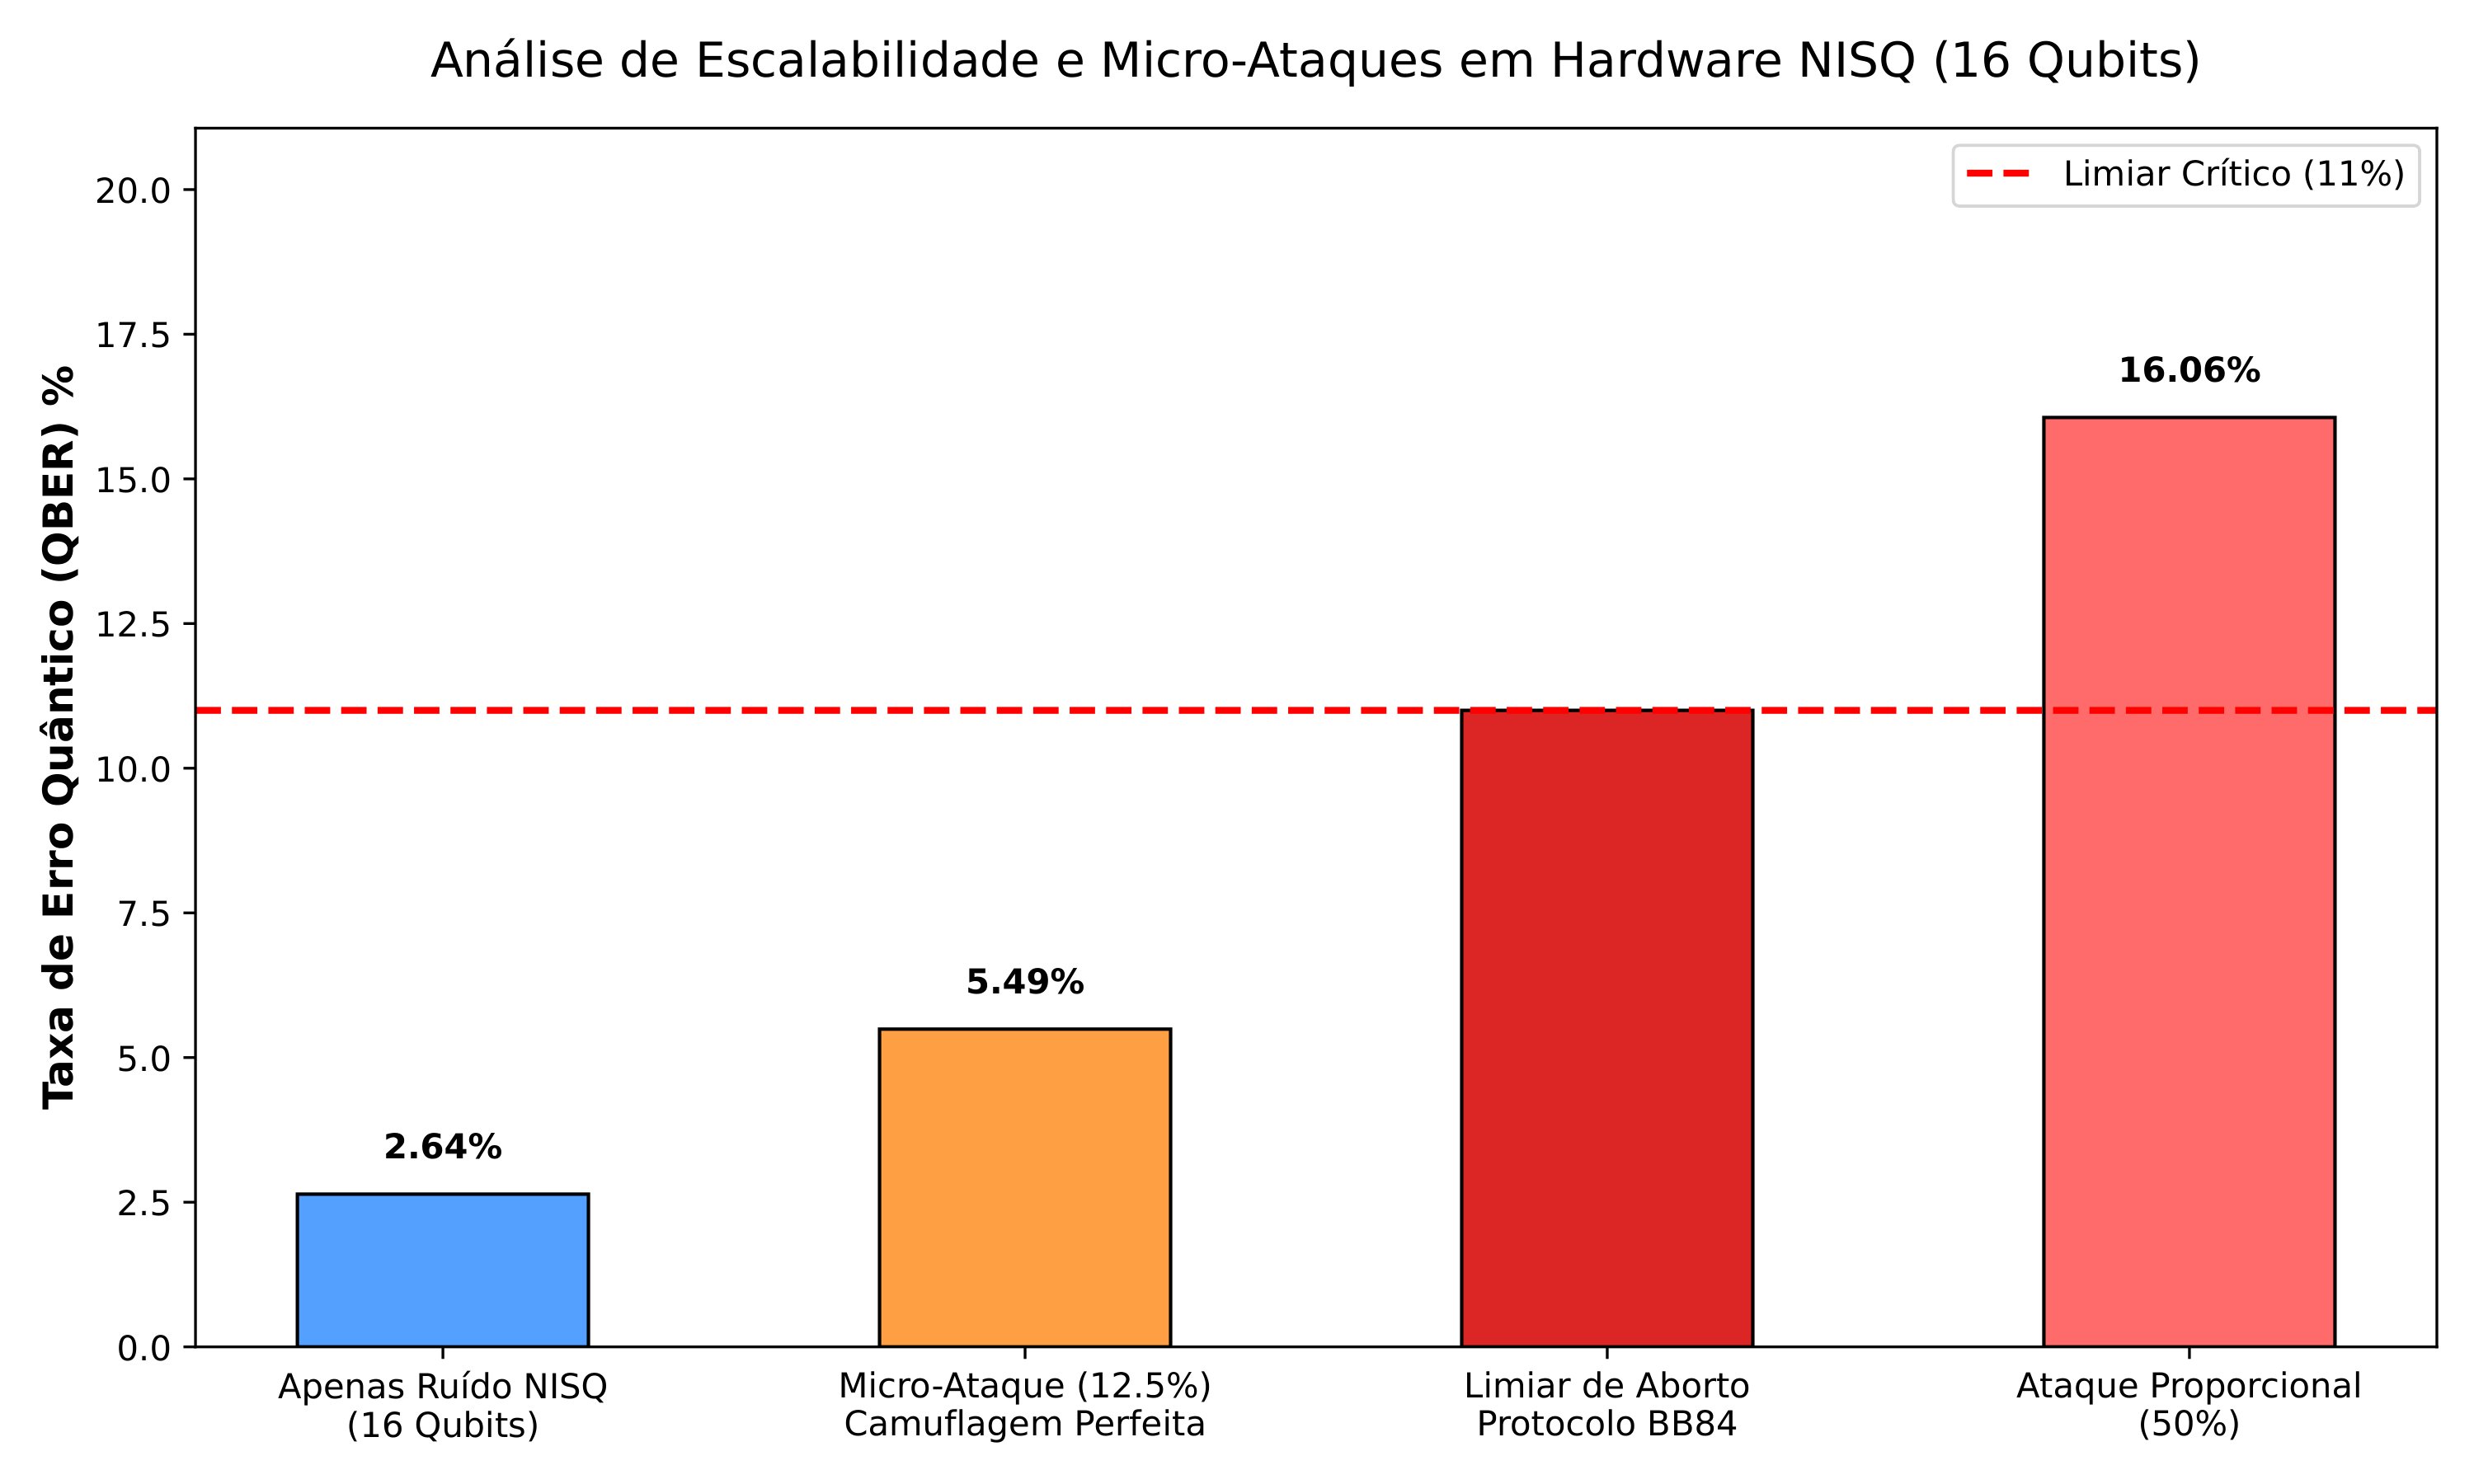 Análise de Escalabilidade e Micro-Ataques em Hardware NISQ (16 Qubits)
Limiar Crítico (11%)
Taxa de Erro Quântico (QBER) %
20.0
17.5
15.0
12.5
10.0
7.5
5.0
2.5
0.0
2.64%
5.49%
16.06%
Apenas Ruído NISQ
(16 Qubits)
Micro-Ataque (12.5%)
Camuflagem Perfeita
Limiar de Aborto
Protocolo BB84
Ataque Proporcional
(50%)